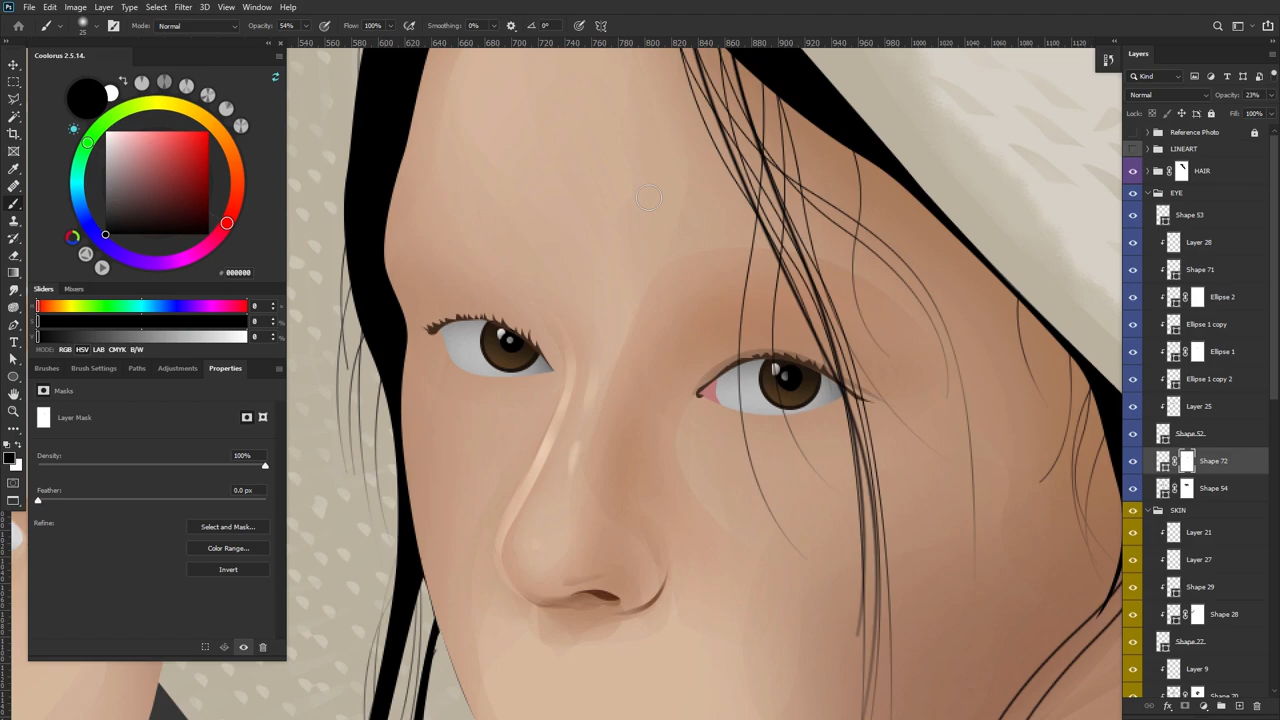 Ps File Edit Image Layer Type Select Filter 3D View Window Help
25 Mode: Normal Opacity: 54% Flow: 100% Smoothing: 0% 0°
540 560 580 600 620 640 660 680 700 720 740 760 780 800 820 840 860 880 900 920 940 960 980 1000 1020 1040 1060 1080 1100 1120
Coolorus 2.5.14.
# 000000
Sliders Mixers
H 0 °
S 0 %
0 %
MODE: RGB HSV LAB CMYK B/W
Brushes Brush Settings Paths Adjustments Properties
Masks
Layer Mask
Density: 100%
Feather: 0.0 px
Refine: Select and Mask...
Color Range...
Invert
Layers
Kind
Normal Opacity: 23%
Lock: Fill: 100%
Reference Photo
LINEART
HAIR
EYE
Shape 53
Layer 28
Shape 71
Ellipse 2
Ellipse 1 copy
Ellipse 1
Ellipse 1 copy 2
Layer 25
Shape 52
Shape 72
Shape 54
SKIN
Layer 21
Layer 27
Shape 29
Shape 28
Shape 27
Layer 9
Shape 20
fx